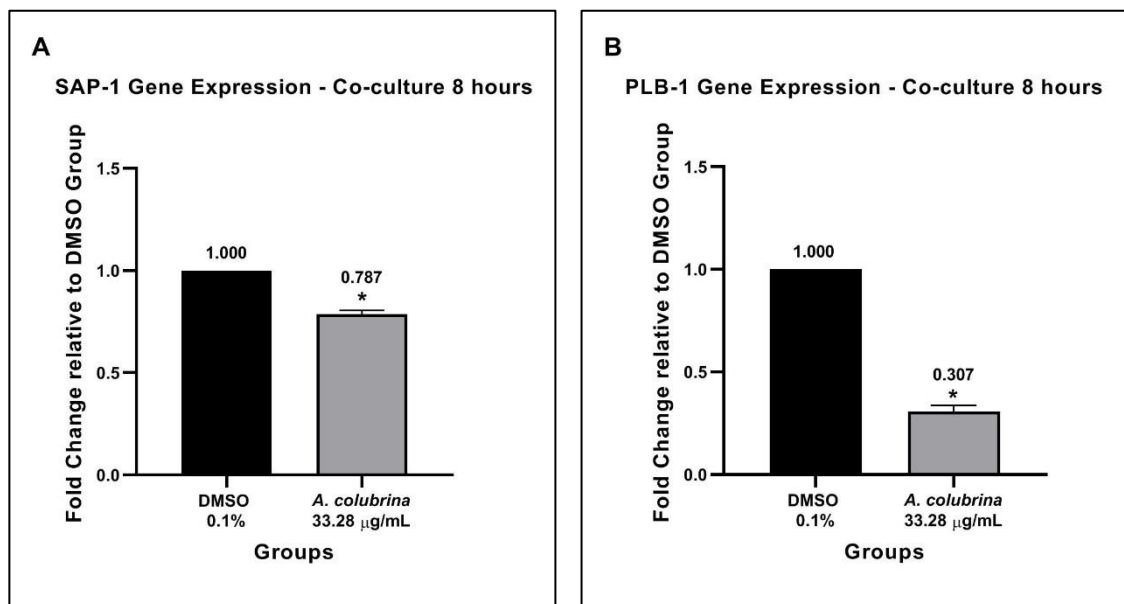 A
SAP-1 Gene Expression - Co-culture 8 hours
Fold Change relative to DMSO Group
1.5
1.0
0.5
0.0
1.000
0.787
*
DMSO
0.1%
A. colubrina
33.28 μg/mL
Groups
B
PLB-1 Gene Expression - Co-culture 8 hours
Fold Change relative to DMSO Group
1.5
1.0
0.5
0.0
1.000
0.307
*
DMSO
0.1%
A. colubrina
33.28 μg/mL
Groups